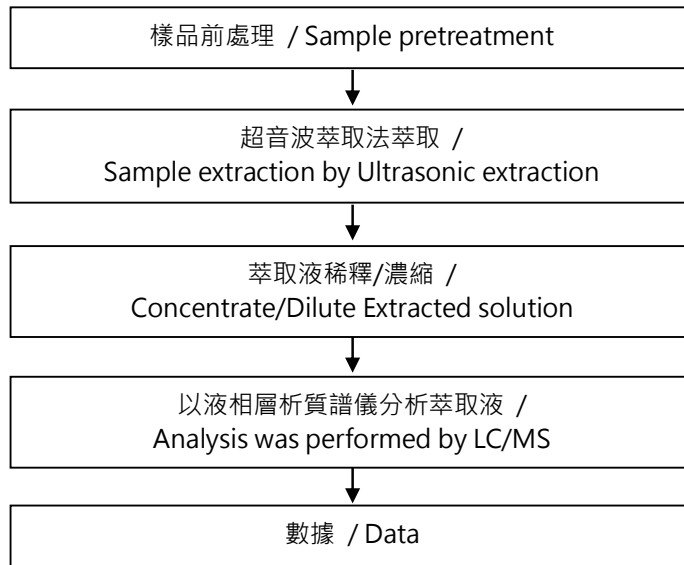 樣品前處理 / Sample pretreatment
超音波萃取法萃取 /
Sample extraction by Ultrasonic extraction
萃取液稀釋/濃縮 /
Concentrate/Dilute Extracted solution
以液相層析質譜儀分析萃取液 /
Analysis was performed by LC/MS
數據 / Data